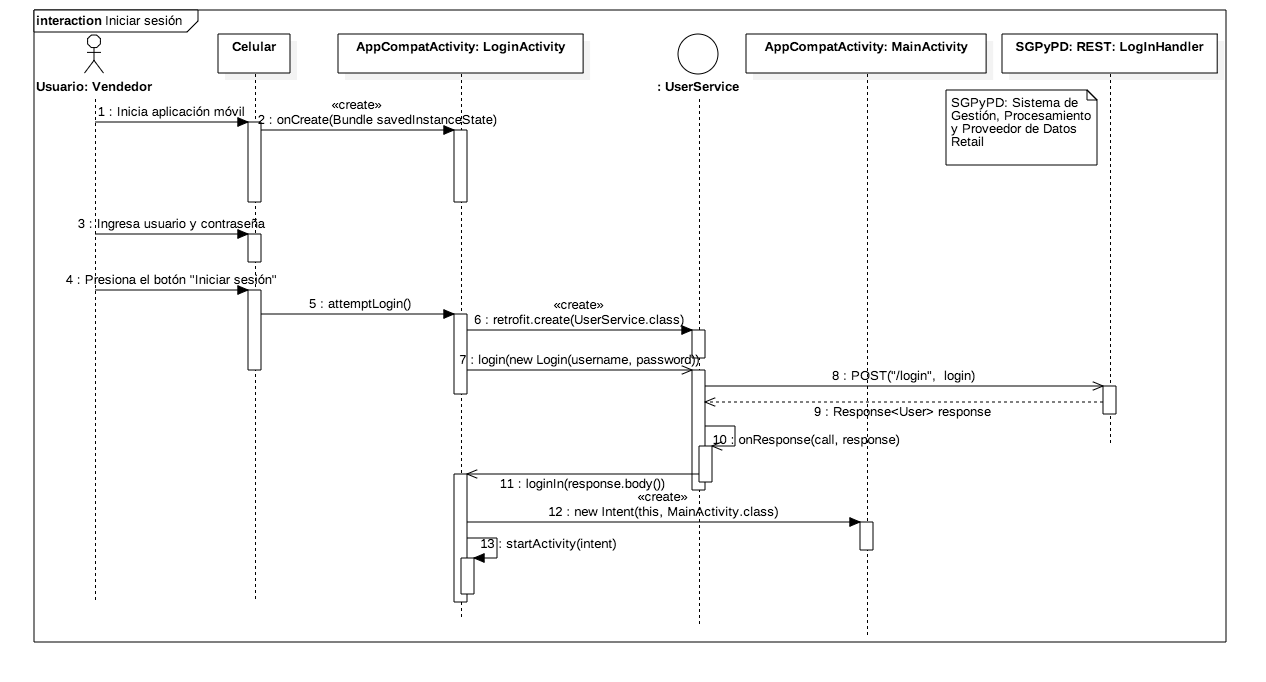 interaction Iniciar sesión
Celular
AppCompatActivity: LoginActivity
AppCompatActivity: MainActivity
SGPyPD: REST: LogInHandler
Usuario: Vendedor
: UserService
SGPyPD: Sistema de
Gestión, Procesamiento
y Proveedor de Datos
Retail
1 : Inicia aplicación móvil
«create»
2 : onCreate(Bundle savedInstanceState)
3 : Ingresa usuario y contraseña
4 : Presiona el botón "Iniciar sesión"
5 : attemptLogin()
«create»
6 : retrofit.create(UserService.class)
7 : login(new Login(username, password))
8 : POST("/login", login)
9 : Response<User> response
10 : onResponse(call, response)
11 : loginIn(response.body())
«create»
12 : new Intent(this, MainActivity.class)
13 : startActivity(intent)